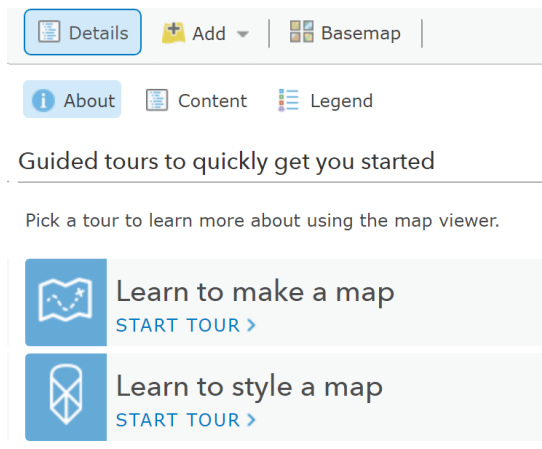 Details Add Basemap
About Content Legend
Guided tours to quickly get you started
Pick a tour to learn more about using the map viewer.
Learn to make a map
START TOUR >
Learn to style a map
START TOUR >